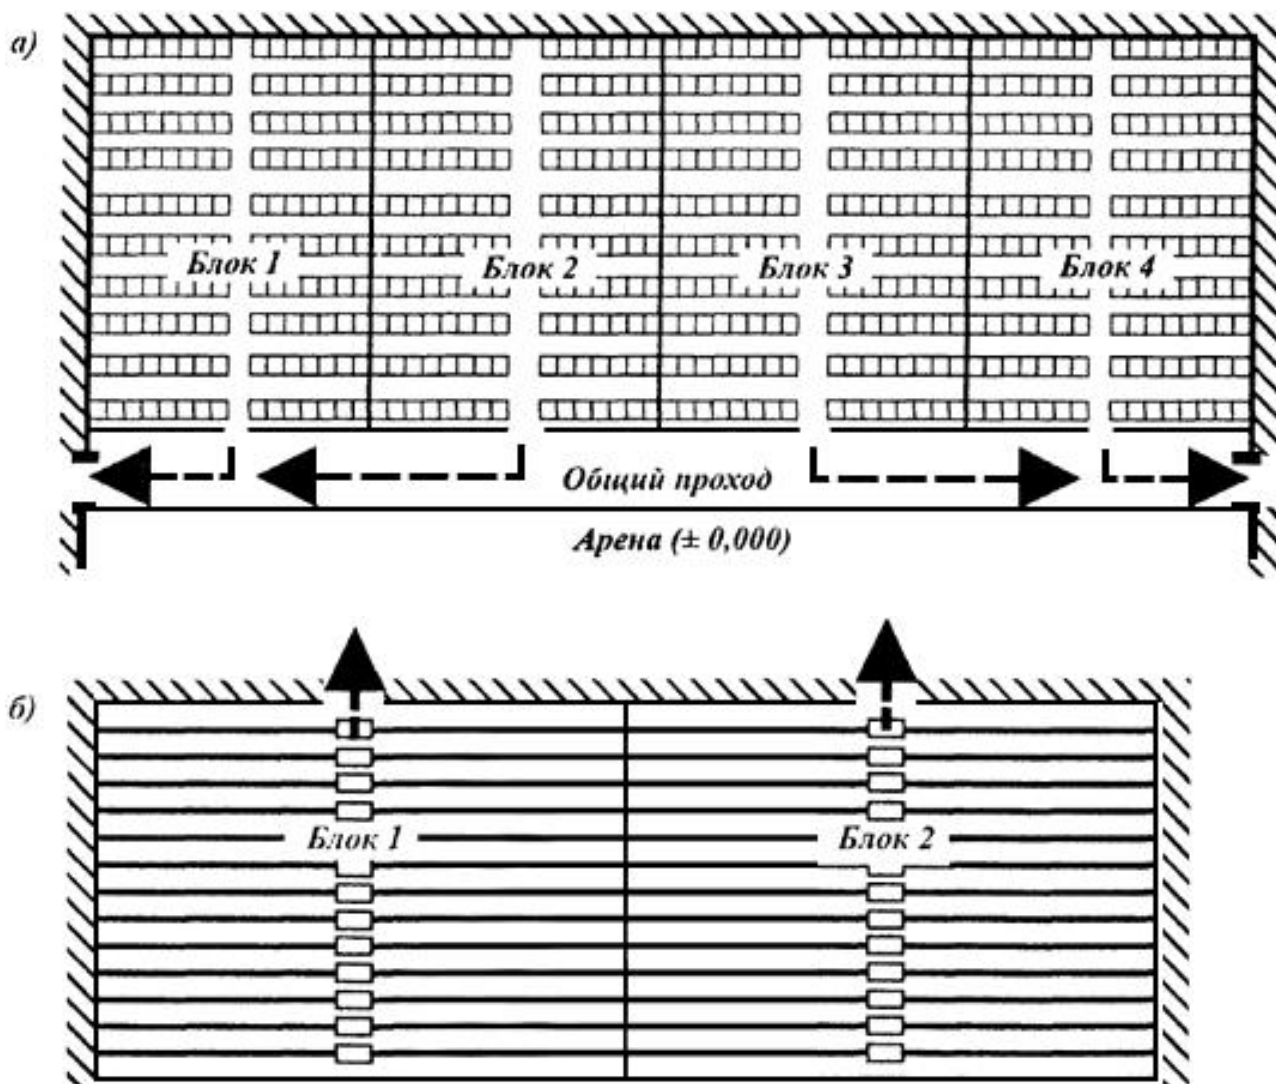 а)
Блок 1
Блок 2
Блок 3
Блок 4
Общий проход
Арена (± 0,000)
б)
Блок 1
Блок 2